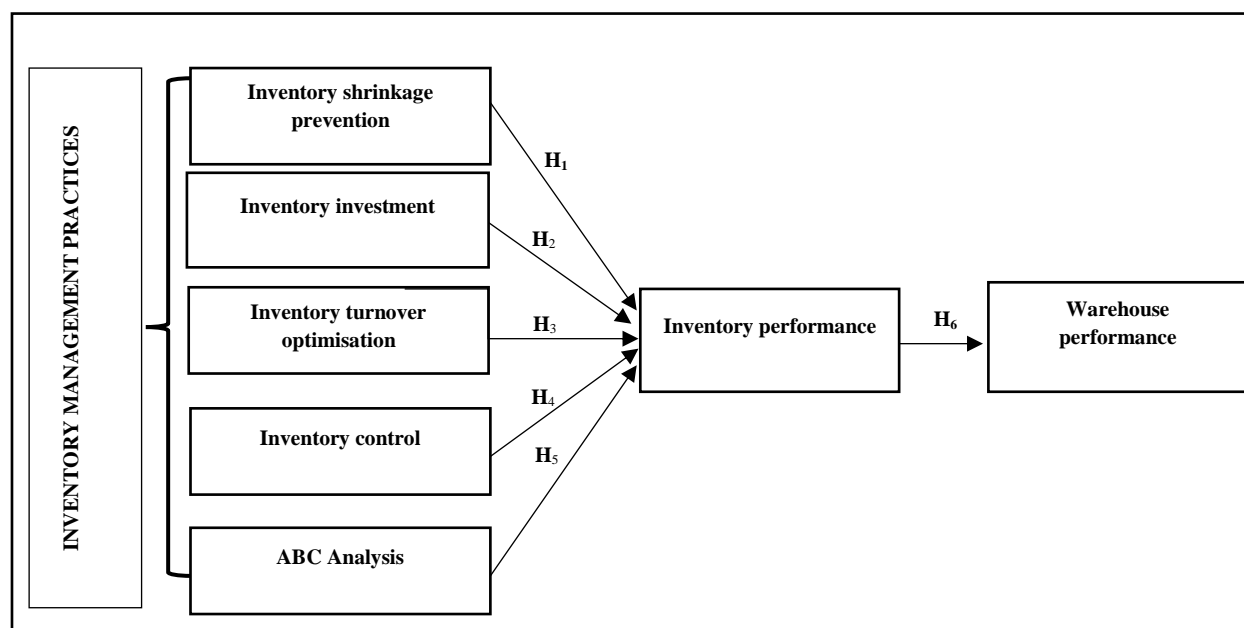 INVENTORY MANAGEMENT PRACTICES
Inventory shrinkage
prevention
H1
Inventory investment
H2
Inventory turnover
optimisation
H3
Inventory control
H4
ABC Analysis
H5
Inventory performance
H6
Warehouse
performance